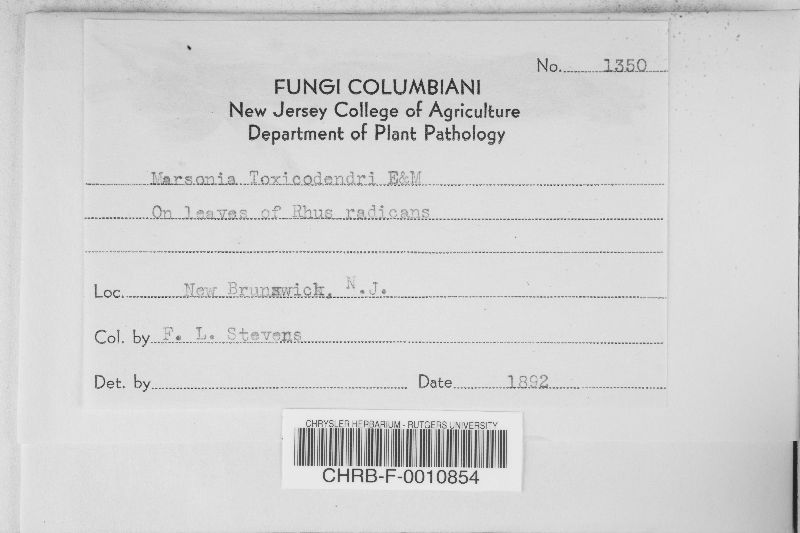 No. 1350
FUNGI COLUMBIANI
New Jersey College of Agriculture
Department of Plant Pathology
Marsonia Toxicodendri E&M
On leaves of Rhus radicans
Loc. New Brunswick, N.J.
Col. by F. L. Stevens
Det. by Date 1892
CHRYSLER HERBARIUM - RUTGERS UNIVERSITY
CHRB-F-0010854